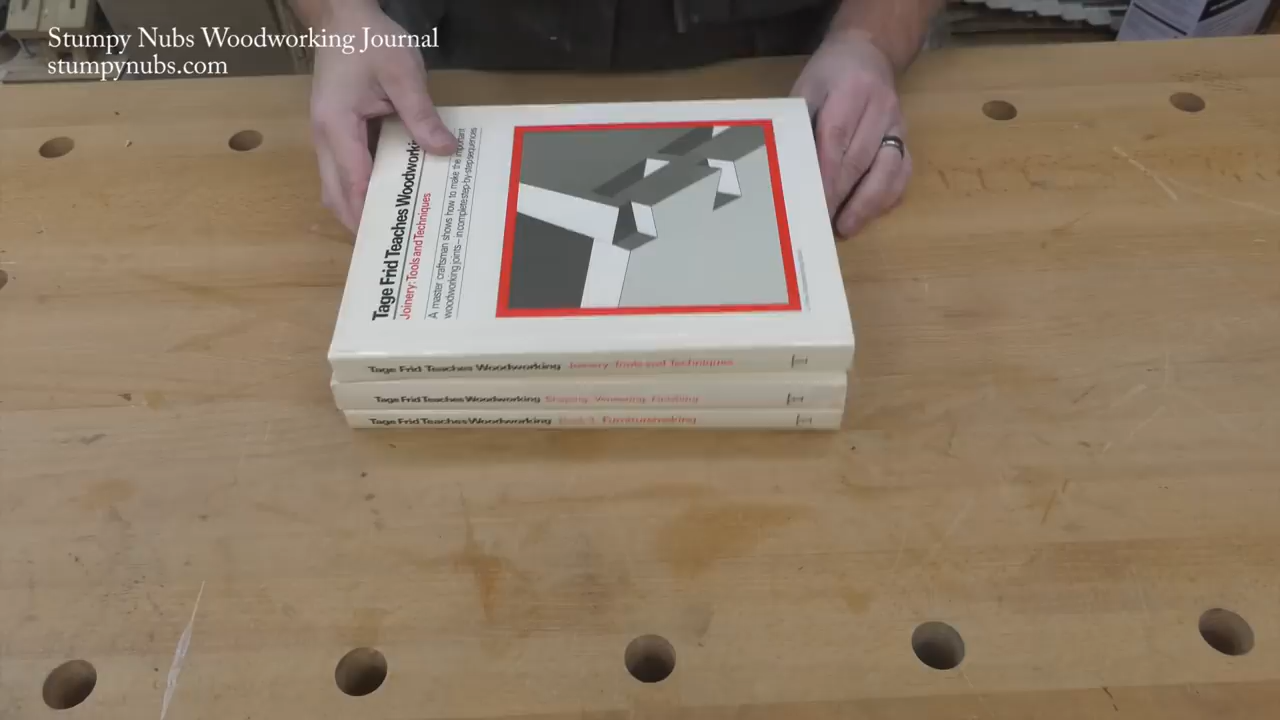 Stumpy Nubs Woodworking Journal
stumpynubs.com
Tage Frid Teaches Woodworki
Joinery: Tools and Techniques
A master craftsman shows how to make the important
woodworking joints—in complete step-by-step sequences
Tage Frid Teaches Woodworking Joinery: Tools and Techniques
Tage Frid Teaches Woodworking Shaping, Veneering, Finishing
Tage Frid Teaches Woodworking Book 3 Furnituremaking